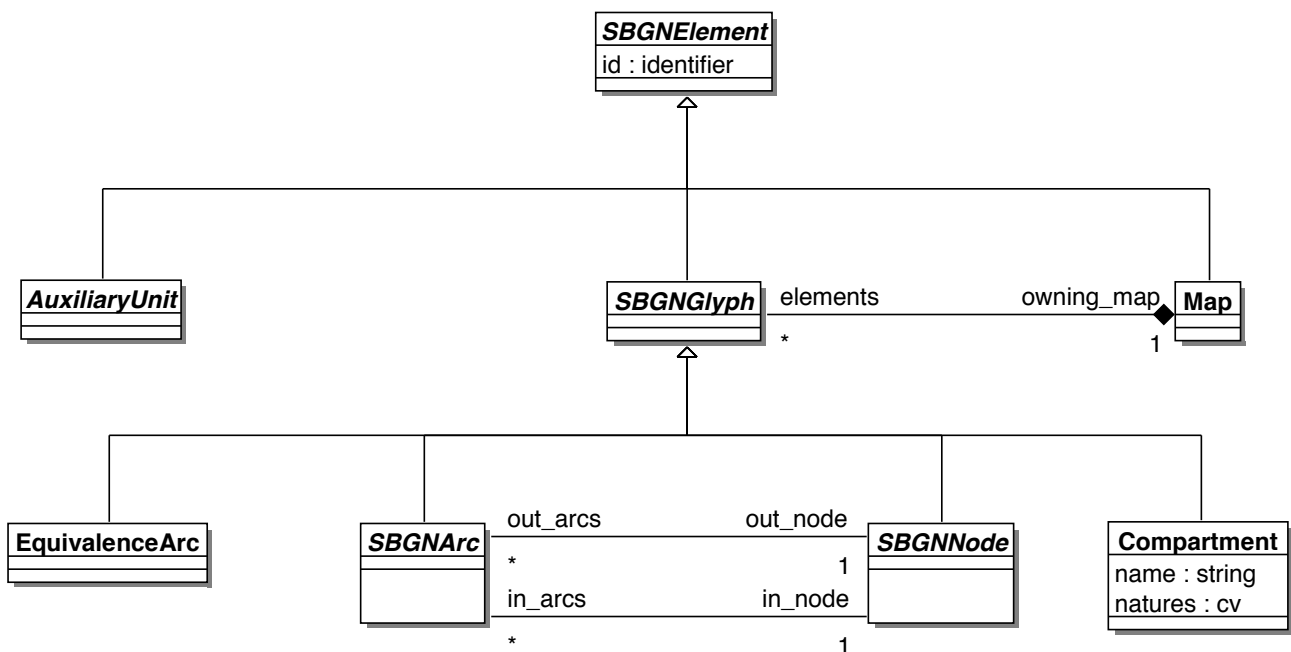 SBGNElement
id : identifier
AuxiliaryUnit
SBGNGlyph
elements
owning_map
Map
*
1
EquivalenceArc
SBGNArc
out_arcs
out_node
SBGNNode
Compartment
*
1
name : string
in_arcs
in_node
natures : cv
*
1